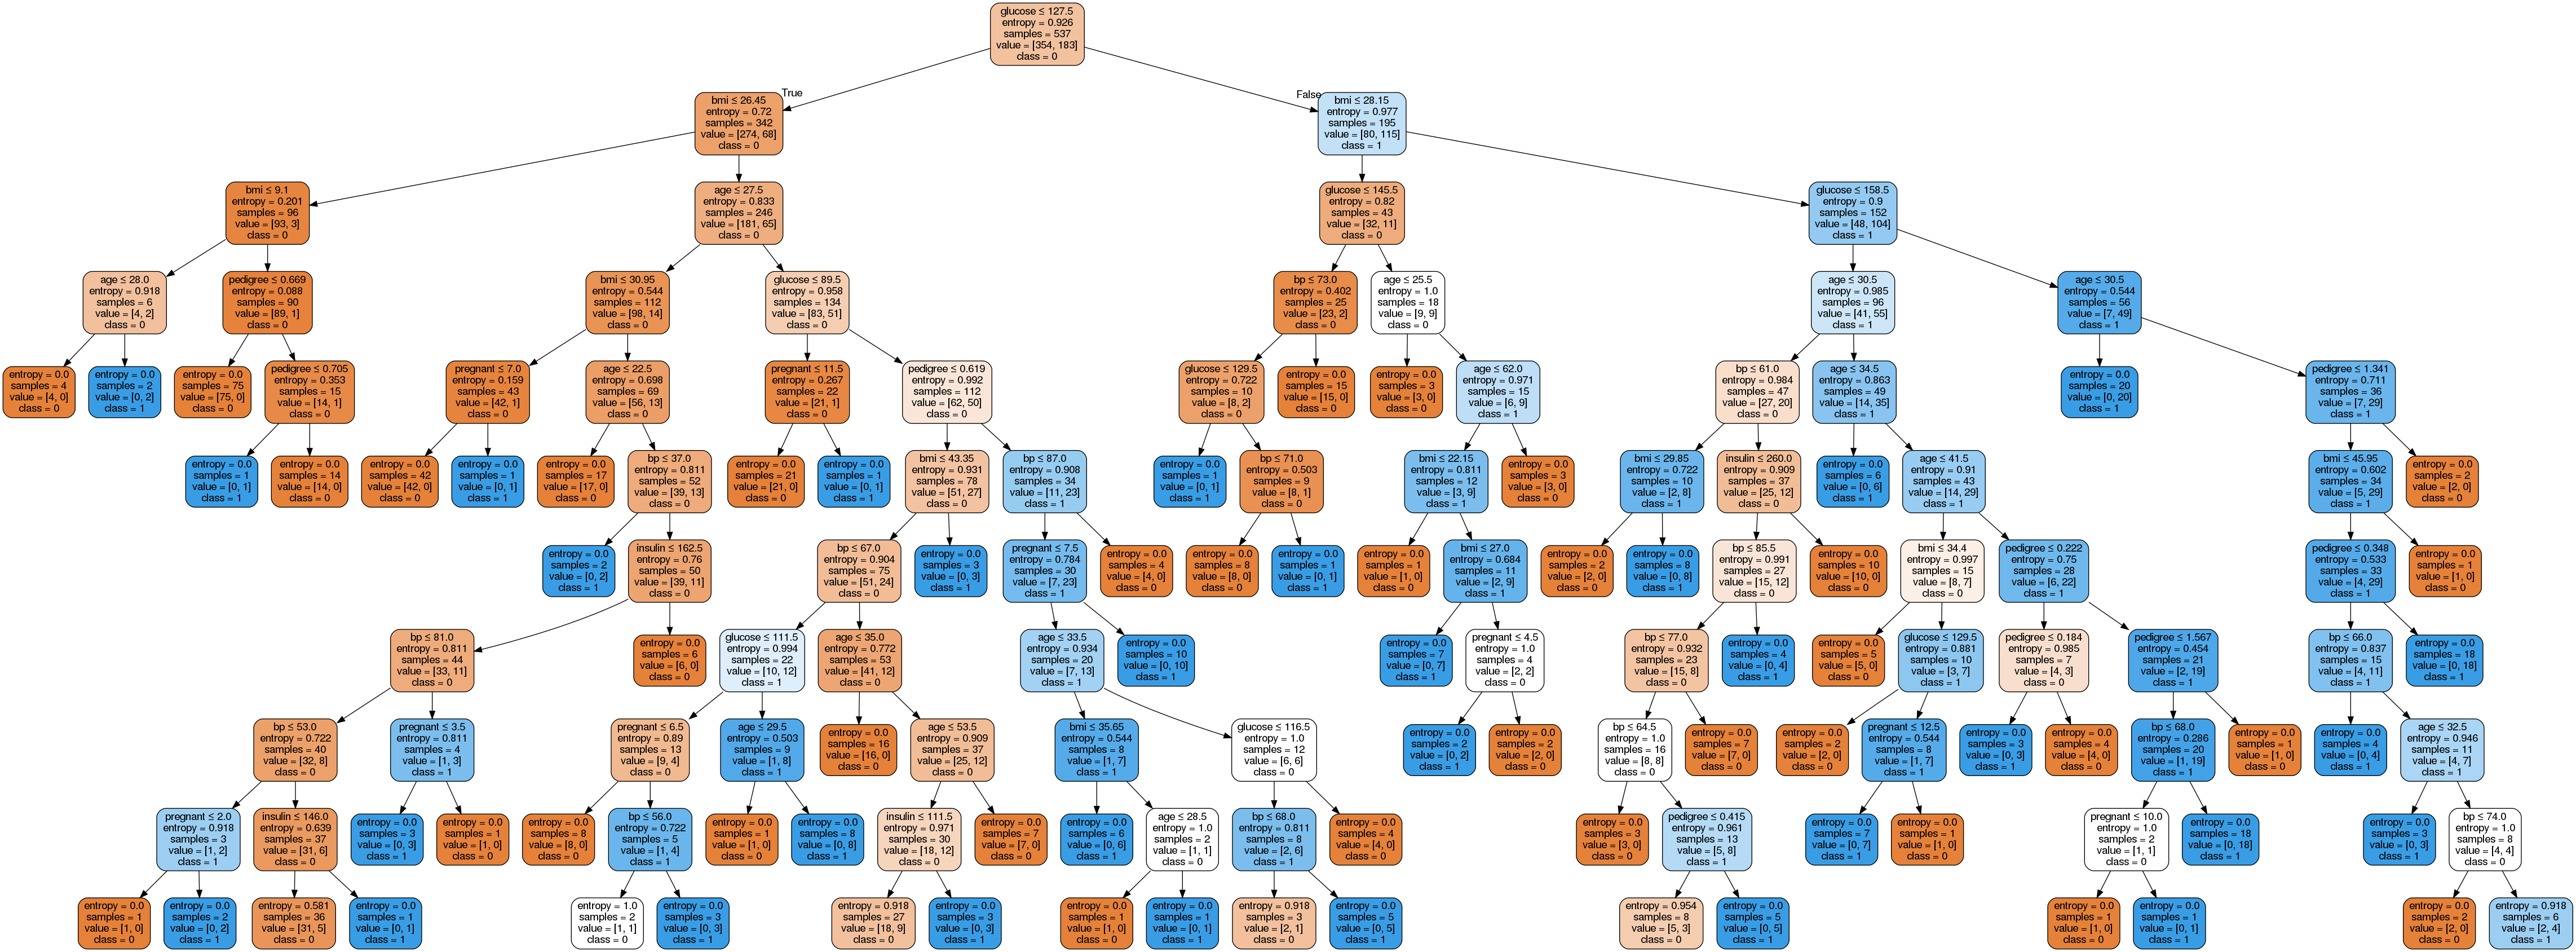 glucose ≤ 127.5
entropy = 0.926
samples = 537
value = [354, 183]
class = 0
True
False
bmi ≤ 26.45
entropy = 0.72
samples = 342
value = [274, 68]
class = 0
bmi ≤ 28.15
entropy = 0.977
samples = 195
value = [80, 115]
class = 1
bmi ≤ 9.1
entropy = 0.201
samples = 96
value = [93, 3]
class = 0
age ≤ 27.5
entropy = 0.833
samples = 246
value = [181, 65]
class = 0
glucose ≤ 145.5
entropy = 0.82
samples = 43
value = [32, 11]
class = 0
glucose ≤ 158.5
entropy = 0.9
samples = 152
value = [48, 104]
class = 1
age ≤ 28.0
entropy = 0.918
samples = 6
value = [4, 2]
class = 0
pedigree ≤ 0.669
entropy = 0.088
samples = 90
value = [89, 1]
class = 0
bmi ≤ 30.95
entropy = 0.544
samples = 112
value = [98, 14]
class = 0
glucose ≤ 89.5
entropy = 0.958
samples = 134
value = [83, 51]
class = 0
bp ≤ 73.0
entropy = 0.402
samples = 25
value = [23, 2]
class = 0
age ≤ 25.5
entropy = 1.0
samples = 18
value = [9, 9]
class = 0
age ≤ 30.5
entropy = 0.985
samples = 96
value = [41, 55]
class = 1
age ≤ 30.5
entropy = 0.544
samples = 56
value = [7, 49]
class = 1
entropy = 0.0
samples = 4
value = [4, 0]
class = 0
entropy = 0.0
samples = 2
value = [0, 2]
class = 1
entropy = 0.0
samples = 75
value = [75, 0]
class = 0
pedigree ≤ 0.705
entropy = 0.353
samples = 15
value = [14, 1]
class = 0
pregnant ≤ 7.0
entropy = 0.159
samples = 43
value = [42, 1]
class = 0
age ≤ 22.5
entropy = 0.698
samples = 69
value = [56, 13]
class = 0
pregnant ≤ 11.5
entropy = 0.267
samples = 22
value = [21, 1]
class = 0
pedigree ≤ 0.619
entropy = 0.992
samples = 112
value = [62, 50]
class = 0
glucose ≤ 129.5
entropy = 0.722
samples = 10
value = [8, 2]
class = 0
entropy = 0.0
samples = 15
value = [15, 0]
class = 0
entropy = 0.0
samples = 3
value = [3, 0]
class = 0
age ≤ 62.0
entropy = 0.971
samples = 15
value = [6, 9]
class = 1
bp ≤ 61.0
entropy = 0.984
samples = 47
value = [27, 20]
class = 0
age ≤ 34.5
entropy = 0.863
samples = 49
value = [14, 35]
class = 1
entropy = 0.0
samples = 20
value = [0, 20]
class = 1
pedigree ≤ 1.341
entropy = 0.711
samples = 36
value = [7, 29]
class = 1
entropy = 0.0
samples = 1
value = [0, 1]
class = 1
entropy = 0.0
samples = 14
value = [14, 0]
class = 0
entropy = 0.0
samples = 42
value = [42, 0]
class = 0
entropy = 0.0
samples = 1
value = [0, 1]
class = 1
entropy = 0.0
samples = 17
value = [17, 0]
class = 0
bp ≤ 37.0
entropy = 0.811
samples = 52
value = [39, 13]
class = 0
entropy = 0.0
samples = 21
value = [21, 0]
class = 0
entropy = 0.0
samples = 1
value = [0, 1]
class = 1
bmi ≤ 43.35
entropy = 0.931
samples = 78
value = [51, 27]
class = 0
bp ≤ 87.0
entropy = 0.908
samples = 34
value = [11, 23]
class = 1
entropy = 0.0
samples = 1
value = [0, 1]
class = 1
bp ≤ 71.0
entropy = 0.503
samples = 9
value = [8, 1]
class = 0
bmi ≤ 22.15
entropy = 0.811
samples = 12
value = [3, 9]
class = 1
entropy = 0.0
samples = 3
value = [3, 0]
class = 0
bmi ≤ 29.85
entropy = 0.722
samples = 10
value = [2, 8]
class = 1
insulin ≤ 260.0
entropy = 0.909
samples = 37
value = [25, 12]
class = 0
entropy = 0.0
samples = 6
value = [0, 6]
class = 1
age ≤ 41.5
entropy = 0.91
samples = 43
value = [14, 29]
class = 1
bmi ≤ 45.95
entropy = 0.602
samples = 34
value = [5, 29]
class = 1
entropy = 0.0
samples = 2
value = [2, 0]
class = 0
entropy = 0.0
samples = 2
value = [0, 2]
class = 1
insulin ≤ 162.5
entropy = 0.76
samples = 50
value = [39, 11]
class = 0
bp ≤ 67.0
entropy = 0.904
samples = 75
value = [51, 24]
class = 0
entropy = 0.0
samples = 3
value = [0, 3]
class = 1
pregnant ≤ 7.5
entropy = 0.784
samples = 30
value = [7, 23]
class = 1
entropy = 0.0
samples = 4
value = [4, 0]
class = 0
entropy = 0.0
samples = 8
value = [8, 0]
class = 0
entropy = 0.0
samples = 1
value = [0, 1]
class = 1
entropy = 0.0
samples = 1
value = [1, 0]
class = 0
bmi ≤ 27.0
entropy = 0.684
samples = 11
value = [2, 9]
class = 1
entropy = 0.0
samples = 2
value = [2, 0]
class = 0
entropy = 0.0
samples = 8
value = [0, 8]
class = 1
bp ≤ 85.5
entropy = 0.991
samples = 27
value = [15, 12]
class = 0
entropy = 0.0
samples = 10
value = [10, 0]
class = 0
bmi ≤ 34.4
entropy = 0.997
samples = 15
value = [8, 7]
class = 0
pedigree ≤ 0.222
entropy = 0.75
samples = 28
value = [6, 22]
class = 1
pedigree ≤ 0.348
entropy = 0.533
samples = 33
value = [4, 29]
class = 1
entropy = 0.0
samples = 1
value = [1, 0]
class = 0
bp ≤ 81.0
entropy = 0.811
samples = 44
value = [33, 11]
class = 0
entropy = 0.0
samples = 6
value = [6, 0]
class = 0
glucose ≤ 111.5
entropy = 0.994
samples = 22
value = [10, 12]
class = 1
age ≤ 35.0
entropy = 0.772
samples = 53
value = [41, 12]
class = 0
age ≤ 33.5
entropy = 0.934
samples = 20
value = [7, 13]
class = 1
entropy = 0.0
samples = 10
value = [0, 10]
class = 1
entropy = 0.0
samples = 7
value = [0, 7]
class = 1
pregnant ≤ 4.5
entropy = 1.0
samples = 4
value = [2, 2]
class = 0
bp ≤ 77.0
entropy = 0.932
samples = 23
value = [15, 8]
class = 0
entropy = 0.0
samples = 4
value = [0, 4]
class = 1
entropy = 0.0
samples = 5
value = [5, 0]
class = 0
glucose ≤ 129.5
entropy = 0.881
samples = 10
value = [3, 7]
class = 1
pedigree ≤ 0.184
entropy = 0.985
samples = 7
value = [4, 3]
class = 0
pedigree ≤ 1.567
entropy = 0.454
samples = 21
value = [2, 19]
class = 1
bp ≤ 66.0
entropy = 0.837
samples = 15
value = [4, 11]
class = 1
entropy = 0.0
samples = 18
value = [0, 18]
class = 1
bp ≤ 53.0
entropy = 0.722
samples = 40
value = [32, 8]
class = 0
pregnant ≤ 3.5
entropy = 0.811
samples = 4
value = [1, 3]
class = 1
pregnant ≤ 6.5
entropy = 0.89
samples = 13
value = [9, 4]
class = 0
age ≤ 29.5
entropy = 0.503
samples = 9
value = [1, 8]
class = 1
entropy = 0.0
samples = 16
value = [16, 0]
class = 0
age ≤ 53.5
entropy = 0.909
samples = 37
value = [25, 12]
class = 0
bmi ≤ 35.65
entropy = 0.544
samples = 8
value = [1, 7]
class = 1
glucose ≤ 116.5
entropy = 1.0
samples = 12
value = [6, 6]
class = 0
entropy = 0.0
samples = 2
value = [0, 2]
class = 1
entropy = 0.0
samples = 2
value = [2, 0]
class = 0
bp ≤ 64.5
entropy = 1.0
samples = 16
value = [8, 8]
class = 0
entropy = 0.0
samples = 7
value = [7, 0]
class = 0
entropy = 0.0
samples = 2
value = [2, 0]
class = 0
pregnant ≤ 12.5
entropy = 0.544
samples = 8
value = [1, 7]
class = 1
entropy = 0.0
samples = 3
value = [0, 3]
class = 1
entropy = 0.0
samples = 4
value = [4, 0]
class = 0
bp ≤ 68.0
entropy = 0.286
samples = 20
value = [1, 19]
class = 1
entropy = 0.0
samples = 1
value = [1, 0]
class = 0
entropy = 0.0
samples = 4
value = [0, 4]
class = 1
age ≤ 32.5
entropy = 0.946
samples = 11
value = [4, 7]
class = 1
pregnant ≤ 2.0
entropy = 0.918
samples = 3
value = [1, 2]
class = 1
insulin ≤ 146.0
entropy = 0.639
samples = 37
value = [31, 6]
class = 0
entropy = 0.0
samples = 3
value = [0, 3]
class = 1
entropy = 0.0
samples = 1
value = [1, 0]
class = 0
entropy = 0.0
samples = 8
value = [8, 0]
class = 0
bp ≤ 56.0
entropy = 0.722
samples = 5
value = [1, 4]
class = 1
entropy = 0.0
samples = 1
value = [1, 0]
class = 0
entropy = 0.0
samples = 8
value = [0, 8]
class = 1
insulin ≤ 111.5
entropy = 0.971
samples = 30
value = [18, 12]
class = 0
entropy = 0.0
samples = 7
value = [7, 0]
class = 0
entropy = 0.0
samples = 6
value = [0, 6]
class = 1
age ≤ 28.5
entropy = 1.0
samples = 2
value = [1, 1]
class = 0
bp ≤ 68.0
entropy = 0.811
samples = 8
value = [2, 6]
class = 1
entropy = 0.0
samples = 4
value = [4, 0]
class = 0
entropy = 0.0
samples = 3
value = [3, 0]
class = 0
pedigree ≤ 0.415
entropy = 0.961
samples = 13
value = [5, 8]
class = 1
entropy = 0.0
samples = 7
value = [0, 7]
class = 1
entropy = 0.0
samples = 1
value = [1, 0]
class = 0
pregnant ≤ 10.0
entropy = 1.0
samples = 2
value = [1, 1]
class = 0
entropy = 0.0
samples = 18
value = [0, 18]
class = 1
entropy = 0.0
samples = 3
value = [0, 3]
class = 1
bp ≤ 74.0
entropy = 1.0
samples = 8
value = [4, 4]
class = 0
entropy = 0.0
samples = 1
value = [1, 0]
class = 0
entropy = 0.0
samples = 2
value = [0, 2]
class = 1
entropy = 0.581
samples = 36
value = [31, 5]
class = 0
entropy = 0.0
samples = 1
value = [0, 1]
class = 1
entropy = 1.0
samples = 2
value = [1, 1]
class = 0
entropy = 0.0
samples = 3
value = [0, 3]
class = 1
entropy = 0.918
samples = 27
value = [18, 9]
class = 0
entropy = 0.0
samples = 3
value = [0, 3]
class = 1
entropy = 0.0
samples = 1
value = [1, 0]
class = 0
entropy = 0.0
samples = 1
value = [0, 1]
class = 1
entropy = 0.918
samples = 3
value = [2, 1]
class = 0
entropy = 0.0
samples = 5
value = [0, 5]
class = 1
entropy = 0.954
samples = 8
value = [5, 3]
class = 0
entropy = 0.0
samples = 5
value = [0, 5]
class = 1
entropy = 0.0
samples = 1
value = [1, 0]
class = 0
entropy = 0.0
samples = 1
value = [0, 1]
class = 1
entropy = 0.0
samples = 2
value = [2, 0]
class = 0
entropy = 0.918
samples = 6
value = [2, 4]
class = 1